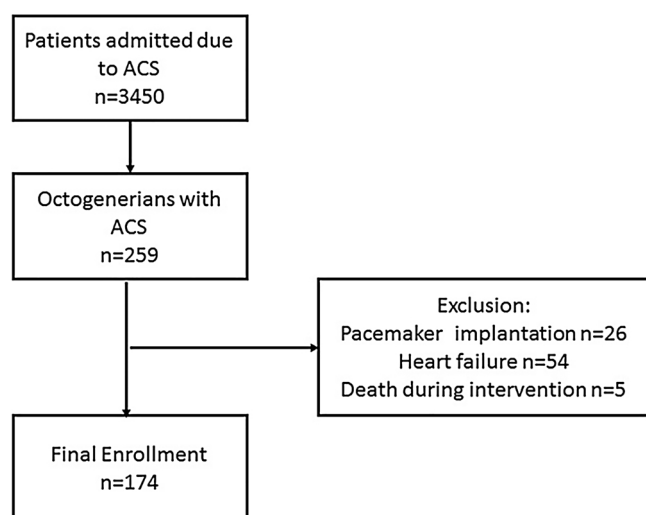 Patients admitted due
to ACS
n=3450
Octogenerians with
ACS
n=259
Exclusion:
Pacemaker implantation n=26
Heart failure n=54
Death during intervention n=5
Final Enrollment
n=174